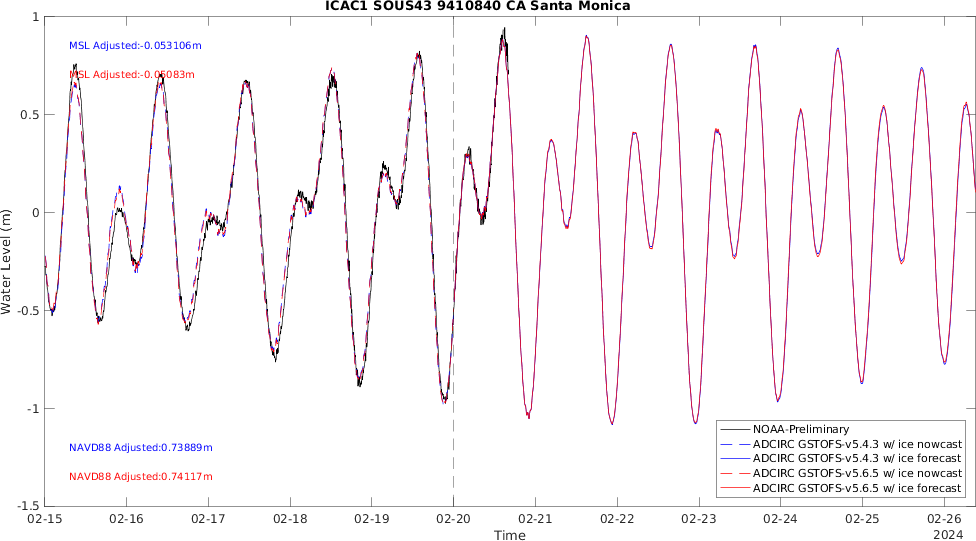 ICAC1 SOUS43 9410840 CA Santa Monica
MSL Adjusted:-0.053106m
MSL Adjusted:-0.05083m
NAVD88 Adjusted:0.73889m
NAVD88 Adjusted:0.74117m
Water Level (m)
1
0.5
0
-0.5
-1
-1.5
NOAA-Preliminary
ADCIRC GSTOFS-v5.4.3 w/ ice nowcast
ADCIRC GSTOFS-v5.4.3 w/ ice forecast
ADCIRC GSTOFS-v5.6.5 w/ ice nowcast
ADCIRC GSTOFS-v5.6.5 w/ ice forecast
02-15 02-16 02-17 02-18 02-19 02-20 02-21 02-22 02-23 02-24 02-25 02-26
2024
Time